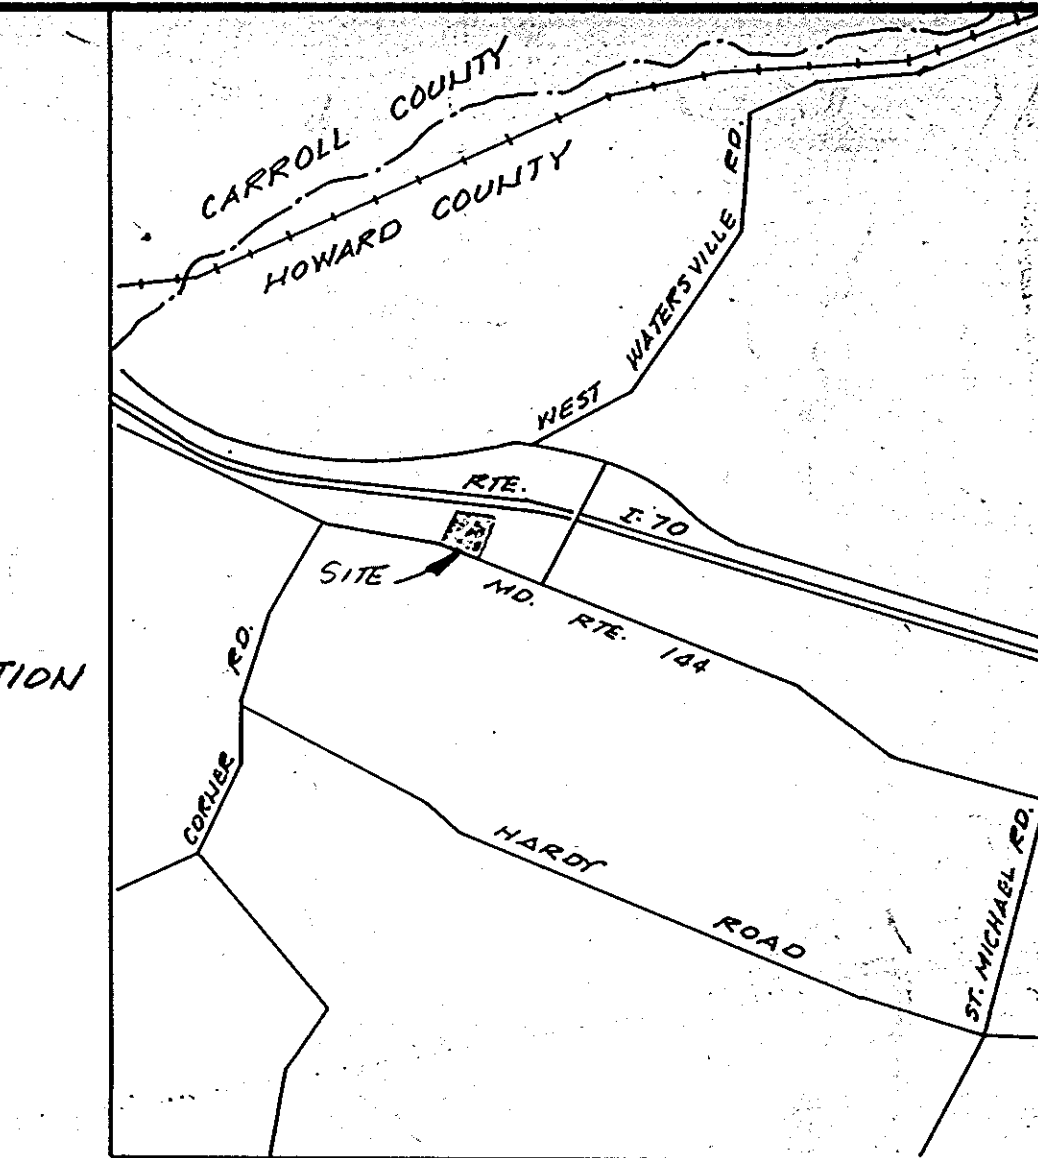 CARROLL COUNTY
HOWARD COUNTY
WEST WATERSVILLE RD.
RTE. I-70
SITE
MD. RTE. 144
TION
CORNER RD.
HARDY ROAD
ST. MICHAEL RD.